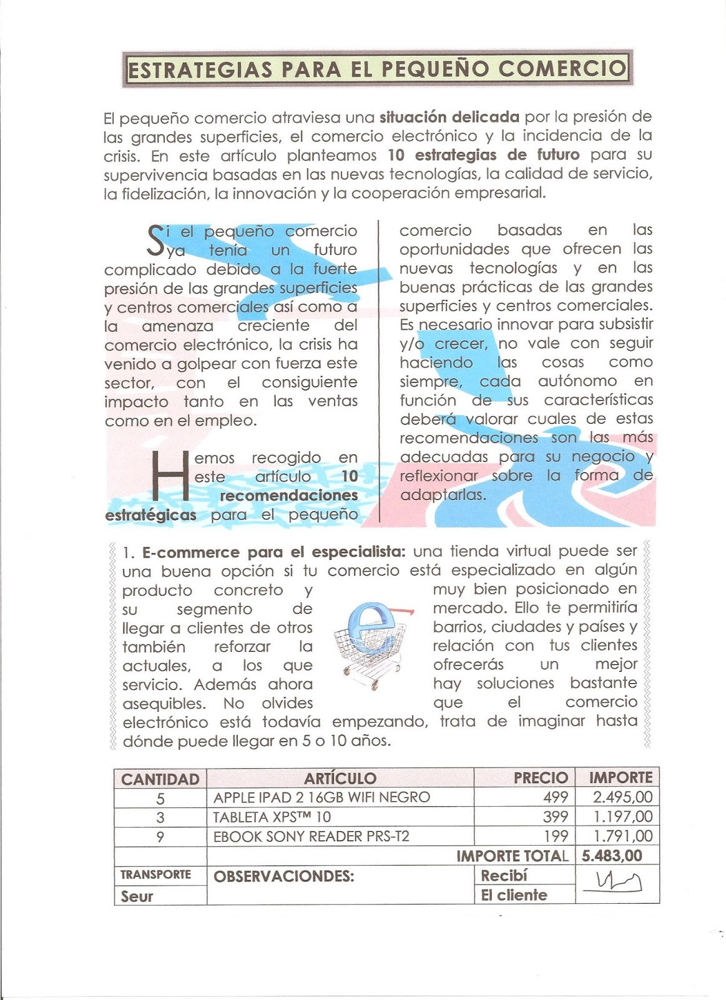 ESTRATEGIAS PARA EL PEQUEÑO COMERCIO
El pequeño comercio atraviesa una situación delicada por la presión de
las grandes superficies, el comercio electrónico y la incidencia de la
crisis. En este artículo planteamos 10 estrategias de futuro para su
supervivencia basadas en las nuevas tecnologías, la calidad de servicio,
la fidelización, la innovación y la cooperación empresarial.
Si el pequeño comercio
ya tenía un futuro
complicado debido a la fuerte
presión de las grandes superficies
y centros comerciales así como a
la amenaza creciente del
comercio electrónico, la crisis ha
venido a golpear con fuerza este
sector, con el consiguiente
impacto tanto en las ventas
como en el empleo.
Hemos recogido en
este artículo 10
recomendaciones
estratégicas para el pequeño
comercio basadas en las
oportunidades que ofrecen las
nuevas tecnologías y en las
buenas prácticas de las grandes
superficies y centros comerciales.
Es necesario innovar para subsistir
y/o crecer, no vale con seguir
haciendo las cosas como
siempre, cada autónomo en
función de sus características
deberá valorar cuales de estas
recomendaciones son las más
adecuadas para su negocio y
reflexionar sobre la forma de
adaptarlas.
1. E-commerce para el especialista: una tienda virtual puede ser
una buena opción si tu comercio está especializado en algún
producto concreto y muy bien posicionado en
su segmento de mercado. Ello te permitiría
llegar a clientes de otros barrios, ciudades y países y
también reforzar la relación con tus clientes
actuales, a los que ofrecerás un mejor
servicio. Además ahora hay soluciones bastante
asequibles. No olvides que el comercio
electrónico está todavía empezando, trata de imaginar hasta
dónde puede llegar en 5 o 10 años.
CANTIDAD ARTÍCULO PRECIO IMPORTE
5 APPLE IPAD 2 16GB WIFI NEGRO 499 2.495,00
3 TABLETA XPS™ 10 399 1.197,00
9 EBOOK SONY READER PRS-T2 199 1.791,00
IMPORTE TOTAL 5.483,00
TRANSPORTE OBSERVACIONDES: Recibí
Seur El cliente